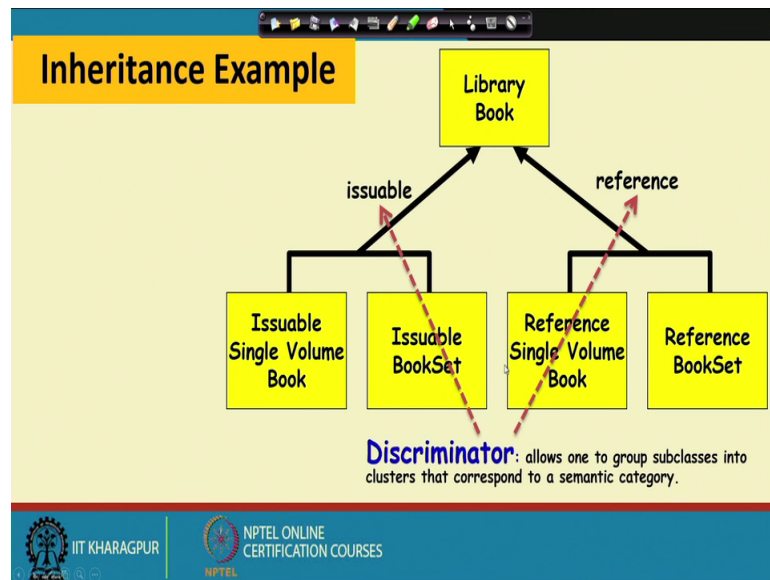 Inheritance Example
Library
Book
issuable
reference
Issuable
Single Volume
Book
Issuable
BookSet
Reference
Single Volume
Book
Reference
BookSet
Discriminator: allows one to group subclasses into
clusters that correspond to a semantic category.
IIT KHARAGPUR
NPTEL
NPTEL ONLINE
CERTIFICATION COURSES